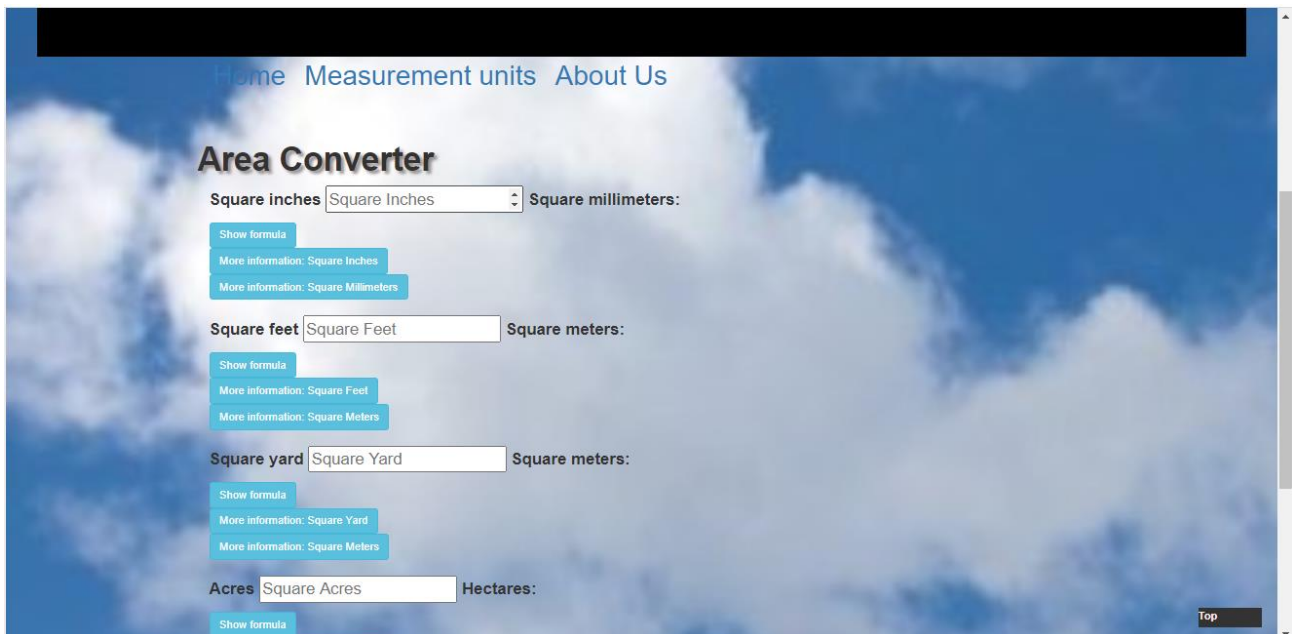 Home Measurement units About Us
Area Converter
Square inches Square Inches Square millimeters:
Show formula
More information: Square Inches
More information: Square Millimeters
Square feet Square Feet Square meters:
Show formula
More information: Square Feet
More information: Square Meters
Square yard Square Yard Square meters:
Show formula
More information: Square Yard
More information: Square Meters
Acres Square Acres Hectares:
Show formula
Top